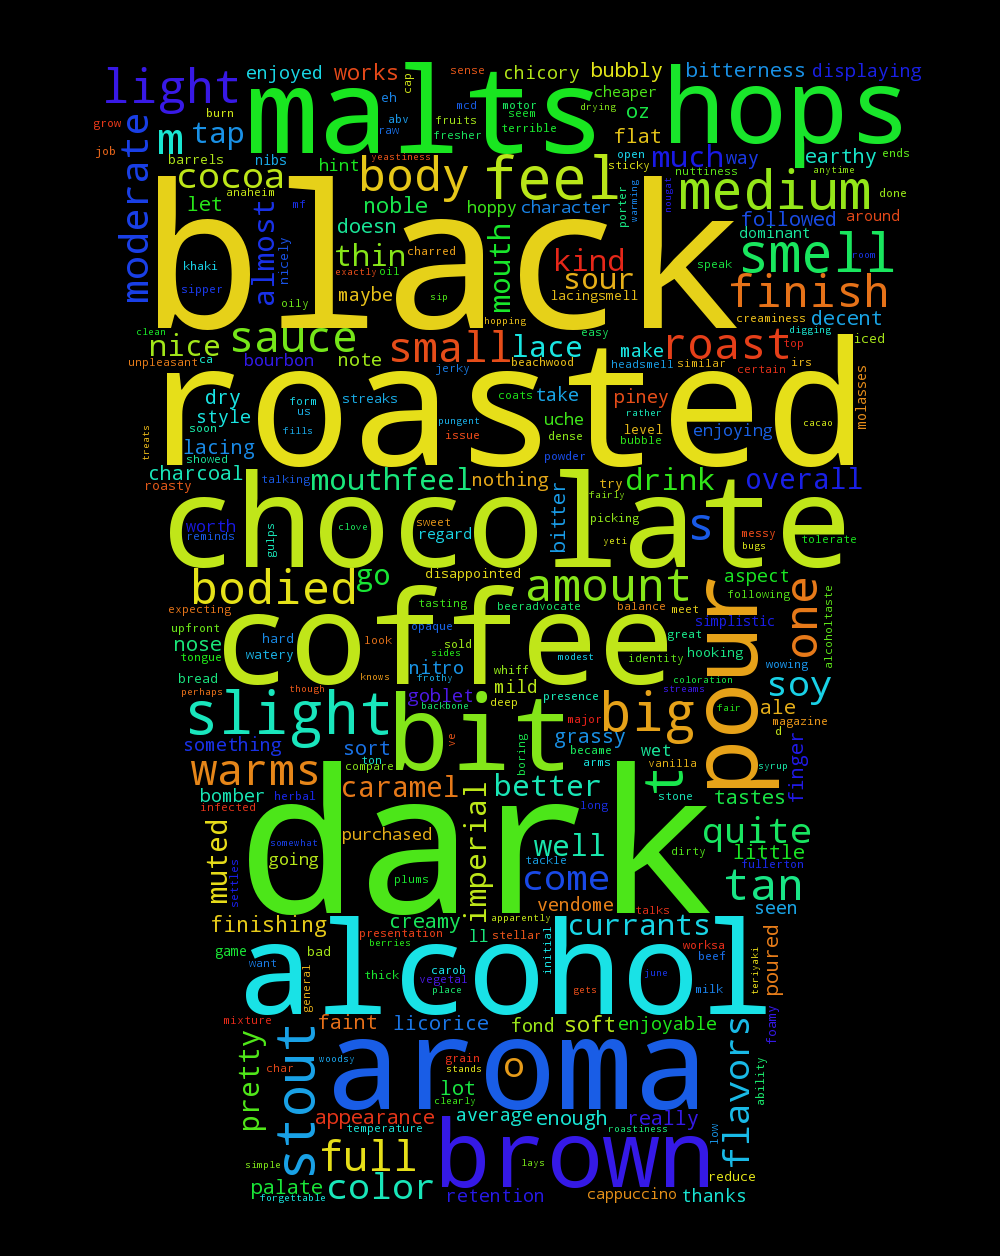 light
enjoyed
works
cap
sense
chicory
bubbly
bitterness
displaying
malts
hops
cheaper
eh
mcd
motor
drying
oz
burn
abv
fruits
seem
grow
m
tap
raw
fresher
terrible
flat
moderate
job
barrels
nibs
hint
yeastiness
open
much
way
earthy
ends
cocoa
anaheim
body
feel
sticky
nuttiness
anytime
medium
done
let
almost
mf
noble
hoppy
character
porter
warming
nougat
followed
around
black
nicely
doesn
mouth
dominant
smell
room
khaki
thin
charred
kind
speak
exactly
oil
sour
finish
sipper
oily
maybe
sip
lacingsmell
creaminess
decent
hopping
clean
nice
sauce
easy
digging
iced
small
lace
make
roast
top
unpleasant
ca
bourbon
note
jerky
beachwood
headsmell
similar
certain
irs
roasted
molasses
dry
form
us
streaks
coats
take
piney
rather
style
soon
fills
pungent
uche
level
enjoying
cacao
treats
lacing
showed
issue
dense
bubble
charcoal
talking
mouthfeel
nothing
powder
drink
overall
roasty
bitter
try
fairly
chocolate
worth
reminds
gulps
clove
sweet
regard
picking
yeti
s
messy
bugs
tolerate
bodied
go
disappointed
amount
aspect
following
pour
one
alcoholtaste
expecting
coffee
tasting
beeradvocate
balance
meet
simplistic
upfront
hard
look
opaque
sold
great
nose
tongue
watery
sides
modest
identity
hooking
wowing
bread
knows
nitro
frothy
whiff
coloration
soy
perhaps
though
goblet
backbone
mild
deep
presence
streams
fair
ale
slight
bit
big
magazine
d
something
sort
ve
boring
major
became
grassy
wet
finger
warms
ton
compare
arms
vanilla
syrup
bomber
herbal
caramel
imperial
better
long
t
stone
tastes
infected
dark
muted
settles
somewhat
going
purchased
well
tackle
dirty
quite
little
fullerton
plums
come
tan
finishing
creamy
apparently
vendome
talks
seen
game
bad
presentation
berries
ll
stellar
initial
currants
worksa
beef
teriyaki
poured
want
general
alcohol
thick
carob
vegetal
place
gets
june
milk
mixture
faint
licorice
fond
soft
enjoyable
flavors
foamy
pretty
stout
woodsy
aroma
char
grain
stands
o
ability
lot
clearly
appearance
average
enough
really
temperature
roastiness
low
simple
full
brown
lays
reduce
palate
forgettable
color
retention
cappuccino
thanks